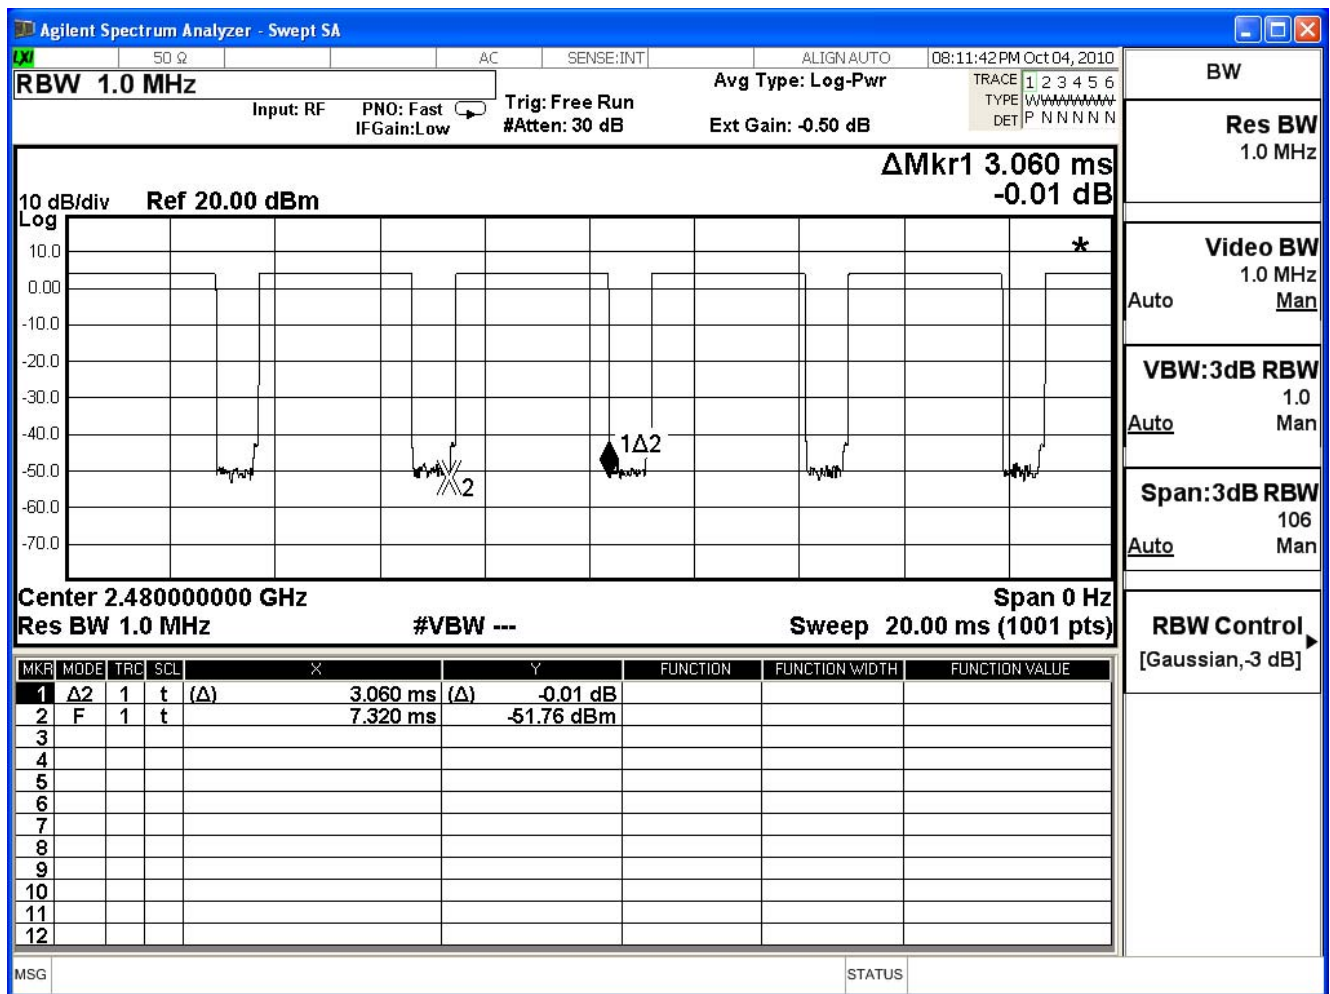 Agilent Spectrum Analyzer - Swept SA
LXI 50 Ω AC SENSE:INT ALIGN AUTO 08:11:42 PM Oct 04, 2010
RBW 1.0 MHz
Input: RF PNO: Fast IFGain:Low
Trig: Free Run
#Atten: 30 dB
Avg Type: Log-Pwr
Ext Gain: -0.50 dB
TRACE 1 2 3 4 5 6
TYPE W
DET P N N N N N
ΔMkr1 3.060 ms
-0.01 dB
10 dB/div Ref 20.00 dBm
Log
10.0
0.00
-10.0
-20.0
-30.0
-40.0
-50.0
-60.0
-70.0
*
1Δ2
2
Center 2.480000000 GHz Span 0 Hz
Res BW 1.0 MHz #VBW --- Sweep 20.00 ms (1001 pts)
MKR MODE TRC SCL X Y FUNCTION FUNCTION WIDTH FUNCTION VALUE
1 Δ2 1 t (Δ) 3.060 ms (Δ) -0.01 dB
2 F 1 t 7.320 ms -51.76 dBm
3
4
5
6
7
8
9
10
11
12
MSG STATUS
BW
Res BW
1.0 MHz
Video BW
1.0 MHz
Auto Man
VBW:3dB RBW
1.0
Auto Man
Span:3dB RBW
106
Auto Man
RBW Control
[Gaussian,-3 dB]